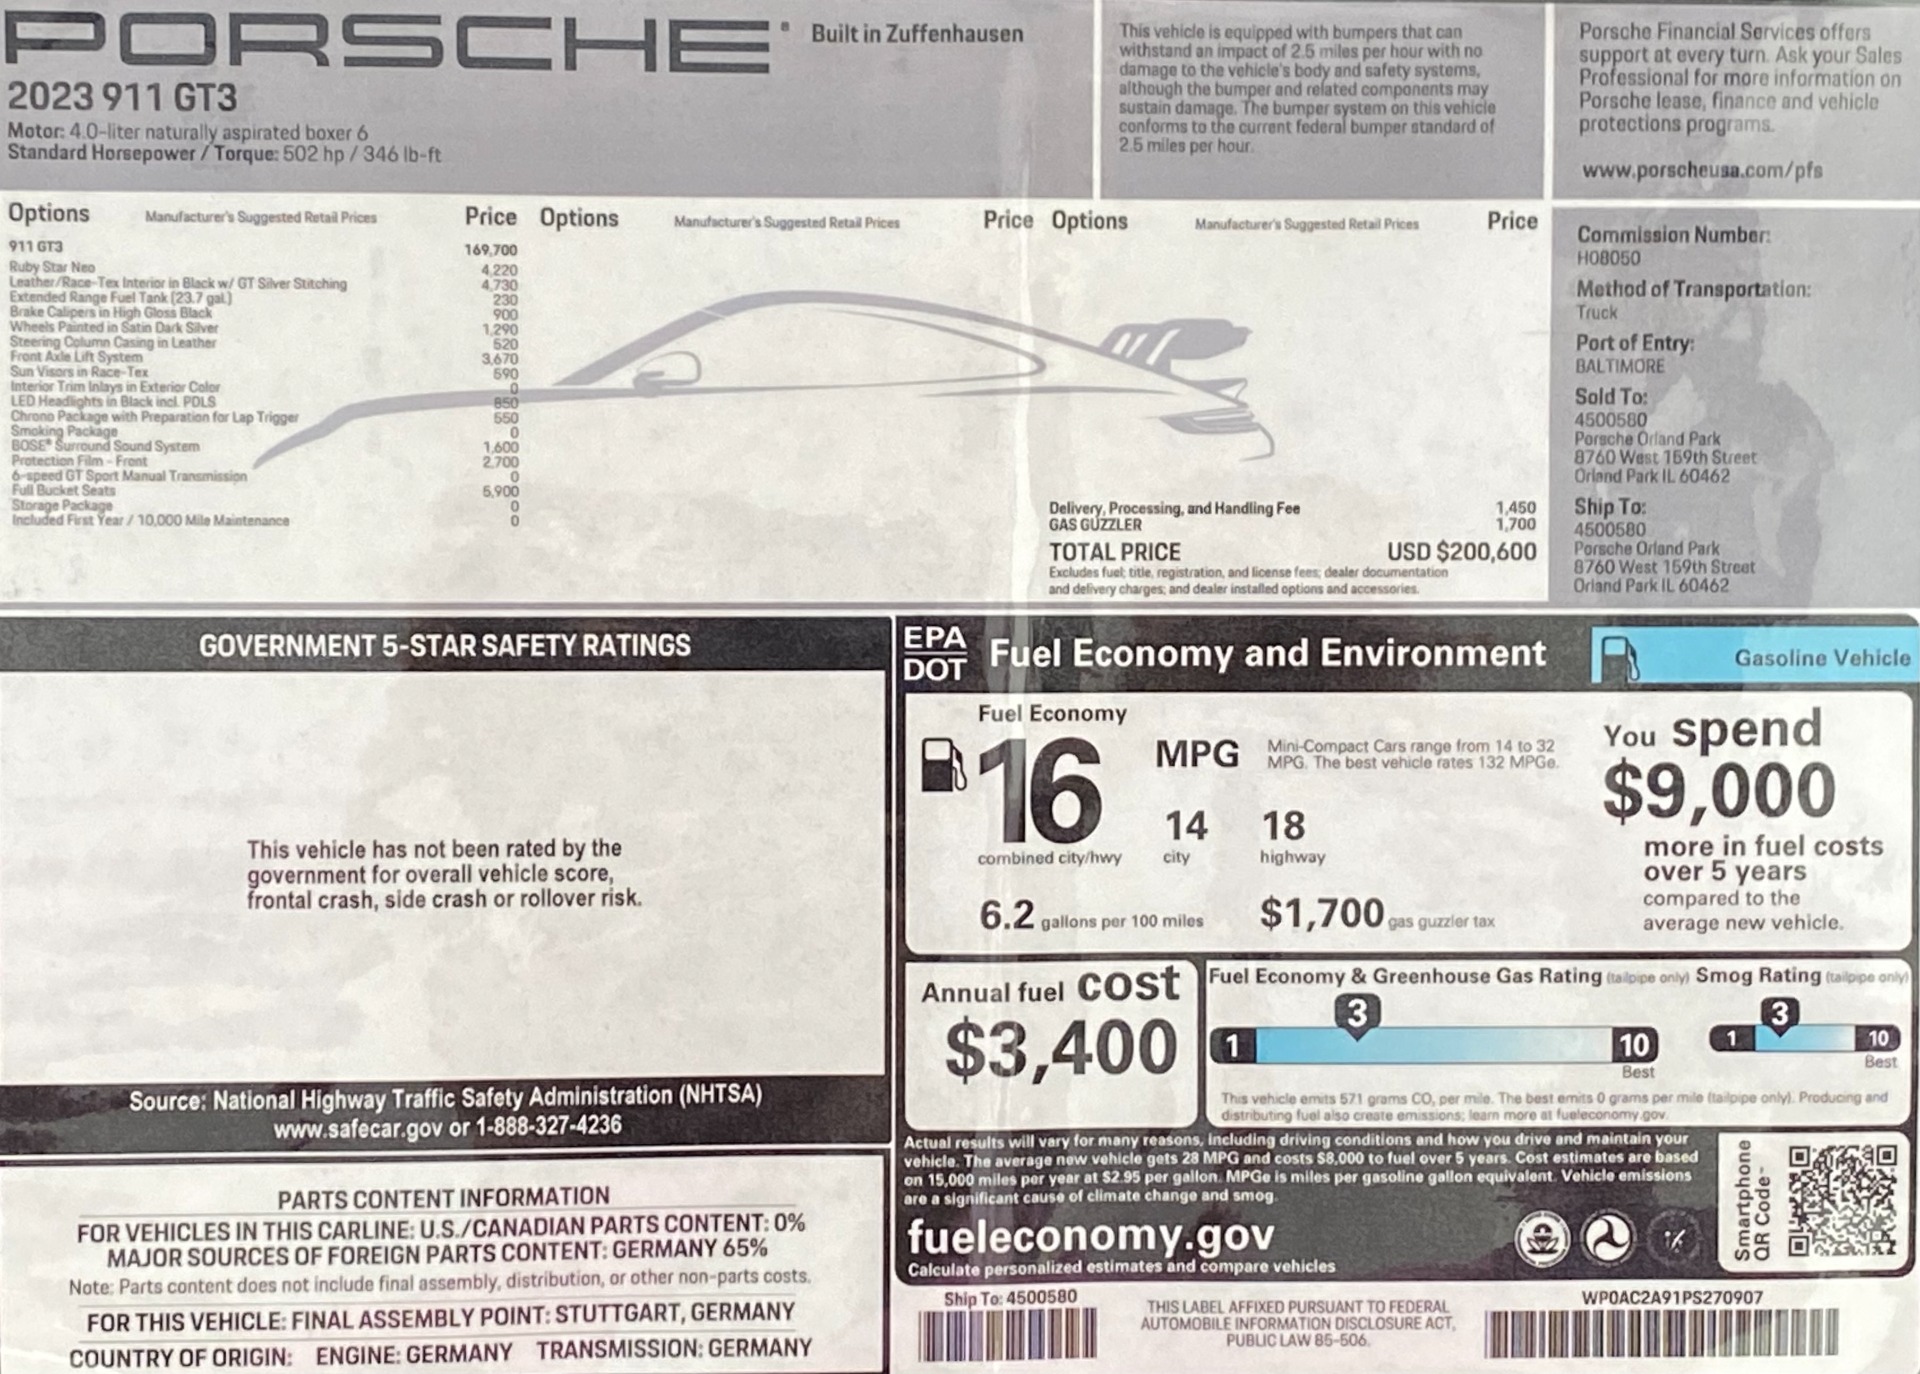 PORSCHE® Built in Zuffenhausen
2023 911 GT3
Motor: 4.0-liter naturally aspirated boxer 6
Standard Horsepower / Torque: 502 hp / 346 lb-ft
This vehicle is equipped with bumpers that can
withstand an impact of 2.5 miles per hour with no
damage to the vehicle's body and safety systems,
although the bumper and related components may
sustain damage. The bumper system on this vehicle
conforms to the current federal bumper standard of
2.5 miles per hour.
Porsche Financial Services offers
support at every turn. Ask your Sales
Professional for more information on
Porsche lease, finance and vehicle
protections programs.
www.porscheusa.com/pfs
Options Manufacturer's Suggested Retail Prices Price Options Manufacturer's Suggested Retail Prices Price Options Manufacturer's Suggested Retail Prices Price
911 GT3 169,700
Ruby Star Neo 4,220
Leather/Race-Tex Interior in Black w/ GT Silver Stitching 4,730
Extended Range Fuel Tank (23.7 gal.) 230
Brake Calipers in High Gloss Black 900
Wheels Painted in Satin Dark Silver 1,290
Steering Column Casing in Leather 520
Front Axle Lift System 3,670
Sun Visors in Race-Tex 590
Interior Trim Inlays in Exterior Color 0
LED Headlights in Black incl. PDLS 850
Chrono Package with Preparation for Lap Trigger 550
Smoking Package 0
BOSE® Surround Sound System 1,600
Protection Film - Front 2,700
6-speed GT Sport Manual Transmission 0
Full Bucket Seats 5,900
Storage Package 0
Included First Year / 10,000 Mile Maintenance 0
Delivery, Processing, and Handling Fee 1,450
GAS GUZZLER 1,700
TOTAL PRICE USD $200,600
Excludes fuel; title, registration, and license fees; dealer documentation
and delivery charges; and dealer installed options and accessories.
Commission Number:
H08050
Method of Transportation:
Truck
Port of Entry:
BALTIMORE
Sold To:
4500580
Porsche Orland Park
8760 West 159th Street
Orland Park IL 60462
Ship To:
4500580
Porsche Orland Park
8760 West 159th Street
Orland Park IL 60462
GOVERNMENT 5-STAR SAFETY RATINGS
This vehicle has not been rated by the
government for overall vehicle score,
frontal crash, side crash or rollover risk.
Source: National Highway Traffic Safety Administration (NHTSA)
www.safecar.gov or 1-888-327-4236
PARTS CONTENT INFORMATION
FOR VEHICLES IN THIS CARLINE: U.S./CANADIAN PARTS CONTENT: 0%
MAJOR SOURCES OF FOREIGN PARTS CONTENT: GERMANY 65%
Note: Parts content does not include final assembly, distribution, or other non-parts costs.
FOR THIS VEHICLE: FINAL ASSEMBLY POINT: STUTTGART, GERMANY
COUNTRY OF ORIGIN: ENGINE: GERMANY TRANSMISSION: GERMANY
EPA
DOT
Fuel Economy and Environment
Gasoline Vehicle
Fuel Economy
16 MPG
combined city/hwy
14
city
18
highway
Mini-Compact Cars range from 14 to 32
MPG. The best vehicle rates 132 MPGe.
6.2 gallons per 100 miles
$1,700 gas guzzler tax
You spend
$9,000
more in fuel costs
over 5 years
compared to the
average new vehicle.
Annual fuel cost
$3,400
Fuel Economy & Greenhouse Gas Rating (tailpipe only) Smog Rating (tailpipe only)
3 3
1 10 1 10
Best Best
This vehicle emits 571 grams CO₂ per mile. The best emits 0 grams per mile (tailpipe only). Producing and
distributing fuel also create emissions; learn more at fueleconomy.gov.
Actual results will vary for many reasons, including driving conditions and how you drive and maintain your
vehicle. The average new vehicle gets 28 MPG and costs $8,000 to fuel over 5 years. Cost estimates are based
on 15,000 miles per year at $2.95 per gallon. MPGe is miles per gasoline gallon equivalent. Vehicle emissions
are a significant cause of climate change and smog.
fueleconomy.gov
Calculate personalized estimates and compare vehicles
Smartphone
QR Code™
Ship To: 4500580
THIS LABEL AFFIXED PURSUANT TO FEDERAL
AUTOMOBILE INFORMATION DISCLOSURE ACT,
PUBLIC LAW 85-506.
WP0AC2A91PS270907